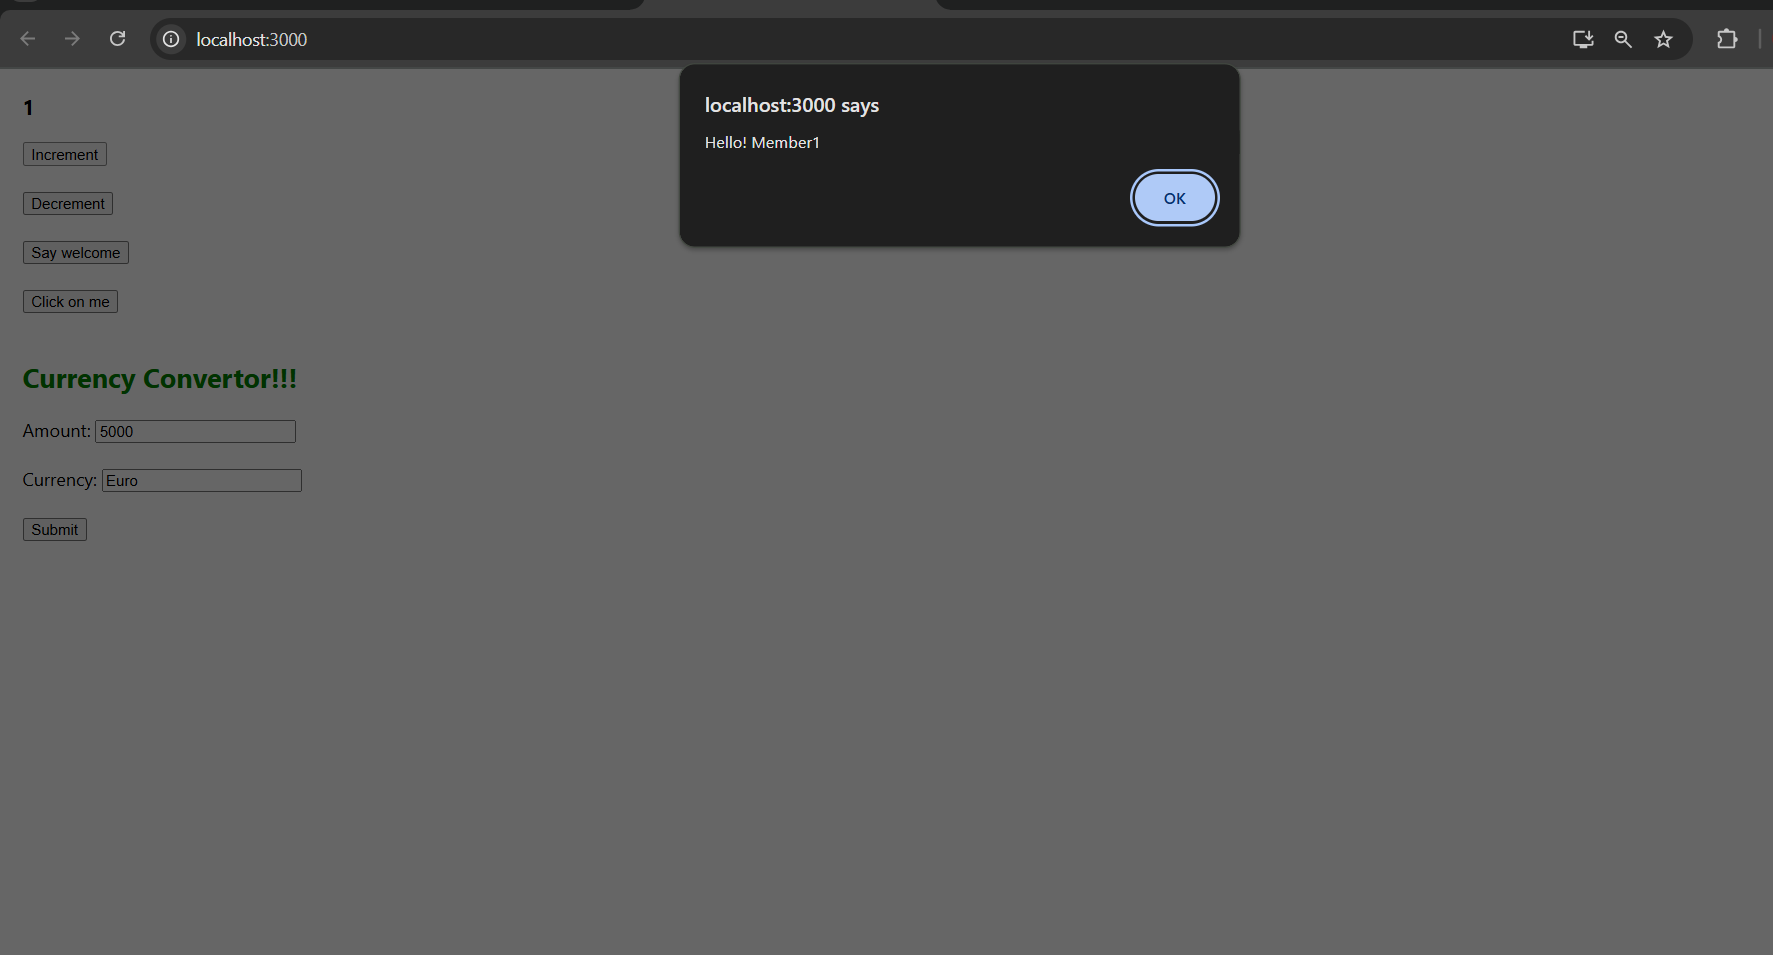 localhost:3000
localhost:3000 says
Hello! Member1
OK
1
Increment
Decrement
Say welcome
Click on me
Currency Convertor!!!
Amount: 5000
Currency: Euro
Submit